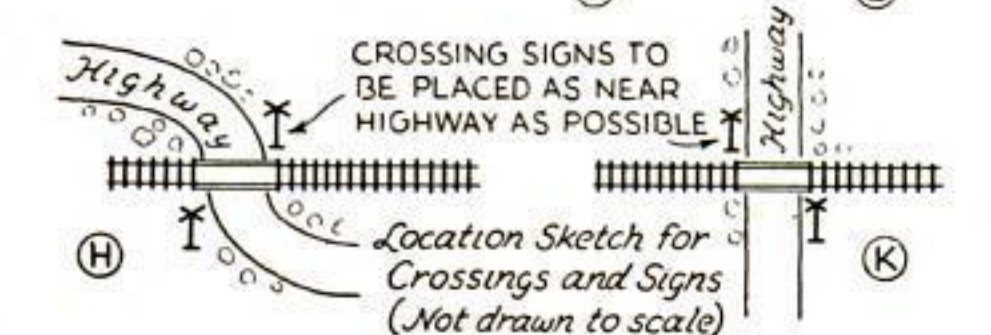 CROSSING SIGNS TO
BE PLACED AS NEAR
HIGHWAY AS POSSIBLE
Highway
Highway
H
Location Sketch for
Crossings and Signs
(Not drawn to scale)
K